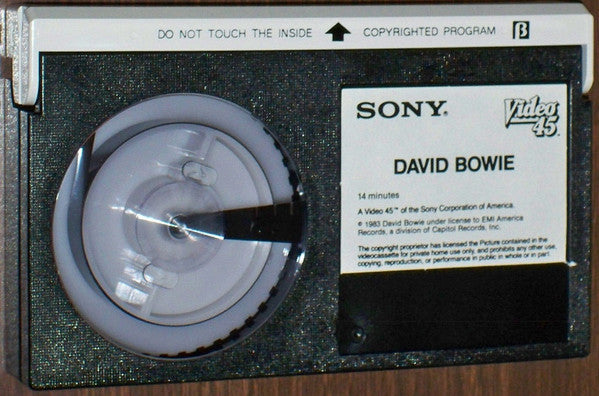 DO NOT TOUCH THE INSIDE COPYRIGHTED PROGRAM β
SONY®
Video 45™
DAVID BOWIE
14 minutes
A Video 45™ of the Sony Corporation of America.
© 1983 David Bowie under license to EMI America
Records, a division of Capitol Records, Inc.
The copyright proprietor has licensed the Picture contained in the
videocassette for private home use only, and prohibits any other use,
copying, reproduction, or performance in public in whole or in part